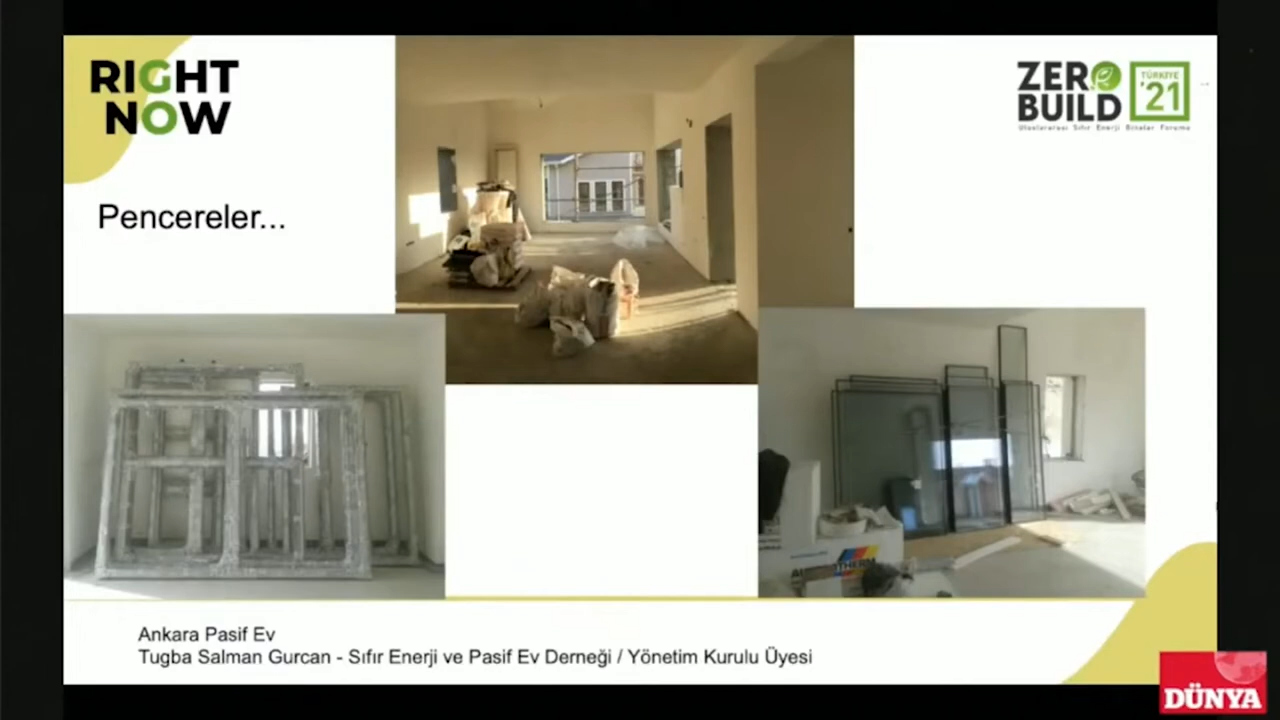 RIGHT
NOW
ZERO
BUILD
TÜRKİYE
'21
Uluslararası Sıfır Enerji Binalar Forumu
Pencereler...
Ankara Pasif Ev
Tugba Salman Gurcan - Sıfır Enerji ve Pasif Ev Derneği / Yönetim Kurulu Üyesi
DÜNYA